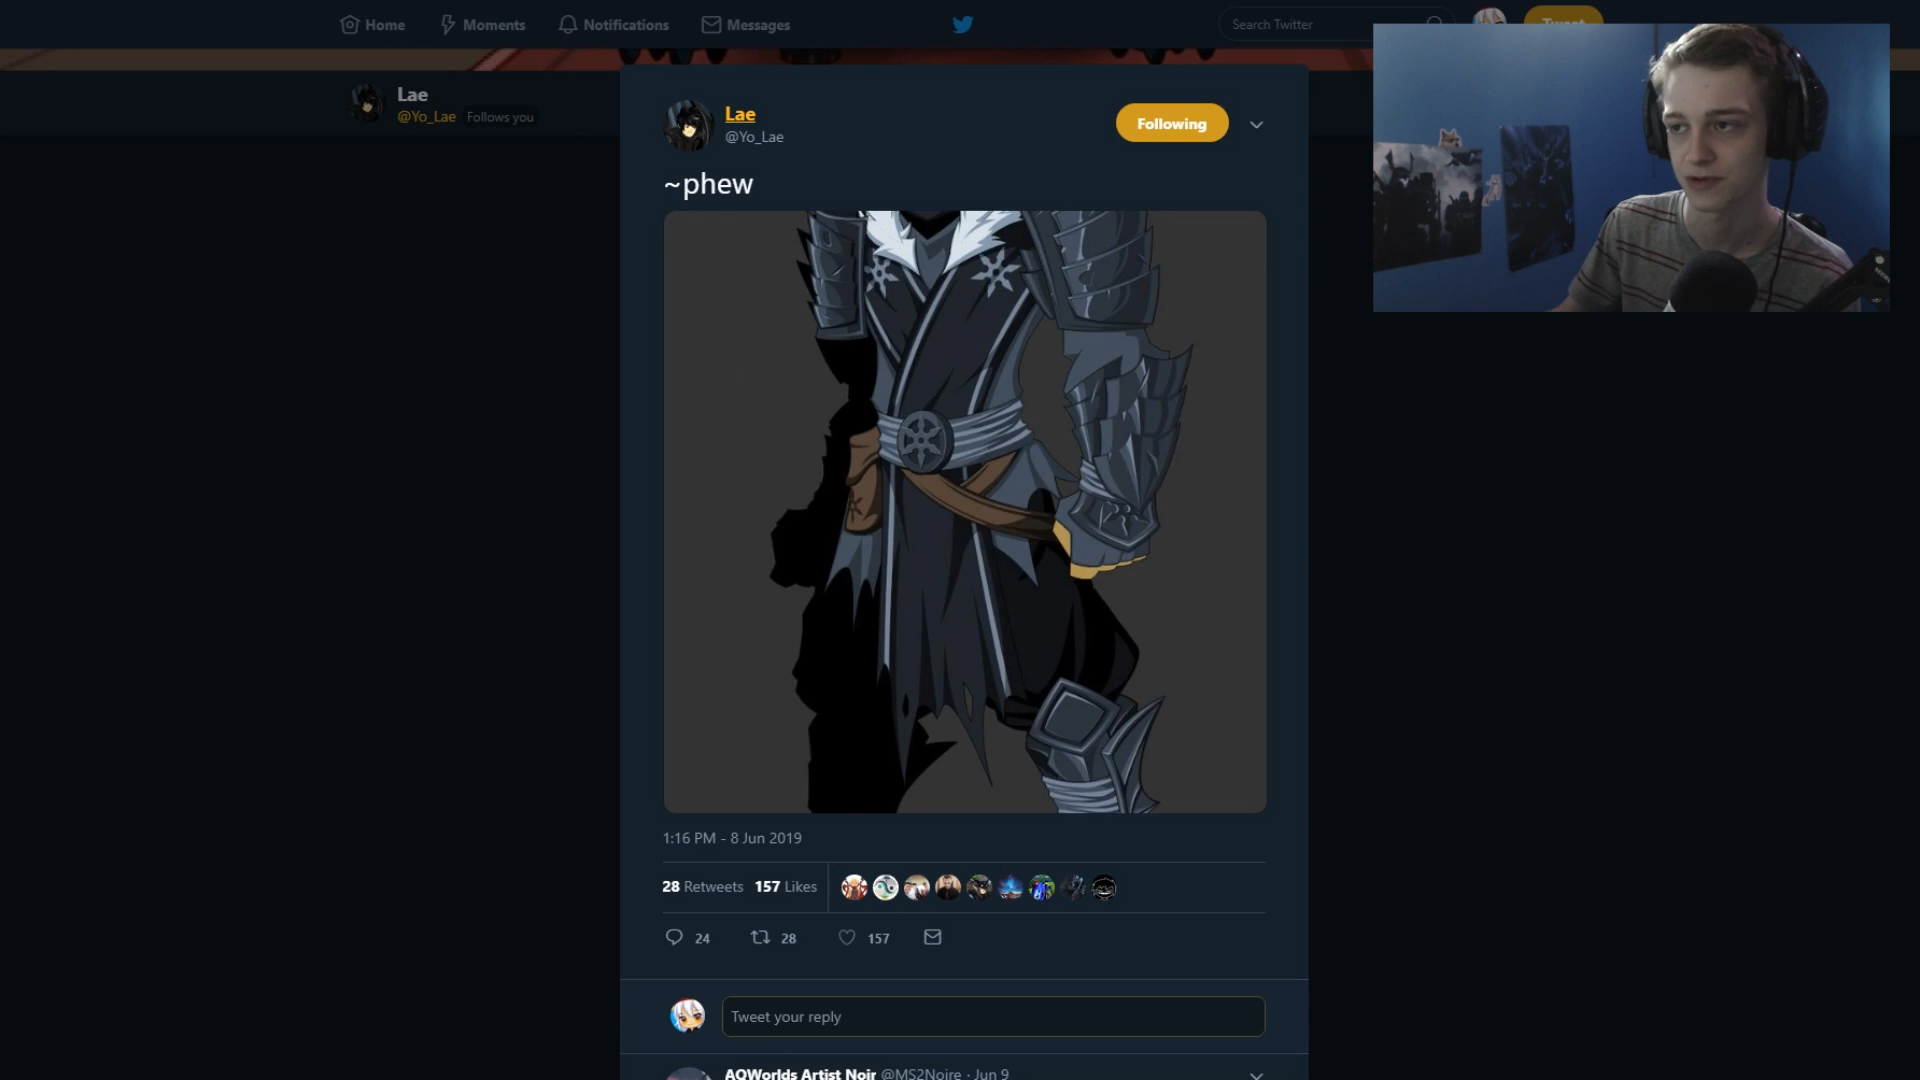 Home Moments Notifications Messages Search Twitter Tweet
Lae
@Yo_Lae Follows you
Lae
@Yo_Lae
Following
~phew
1:16 PM - 8 Jun 2019
28 Retweets 157 Likes
24 28 157
Tweet your reply
AQWorlds Artist Noir @MS2Noire · Jun 9